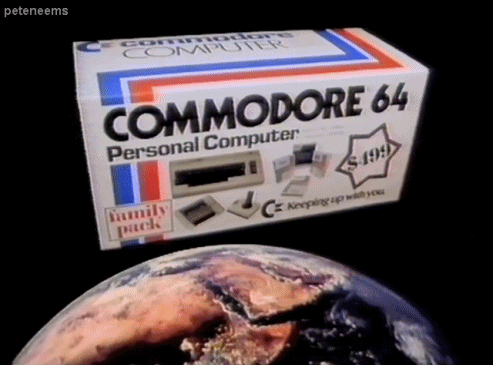 peteneems
commodore
COMPUTER
COMMODORE 64
Personal Computer
$499
family
pack
Keeping up with you.